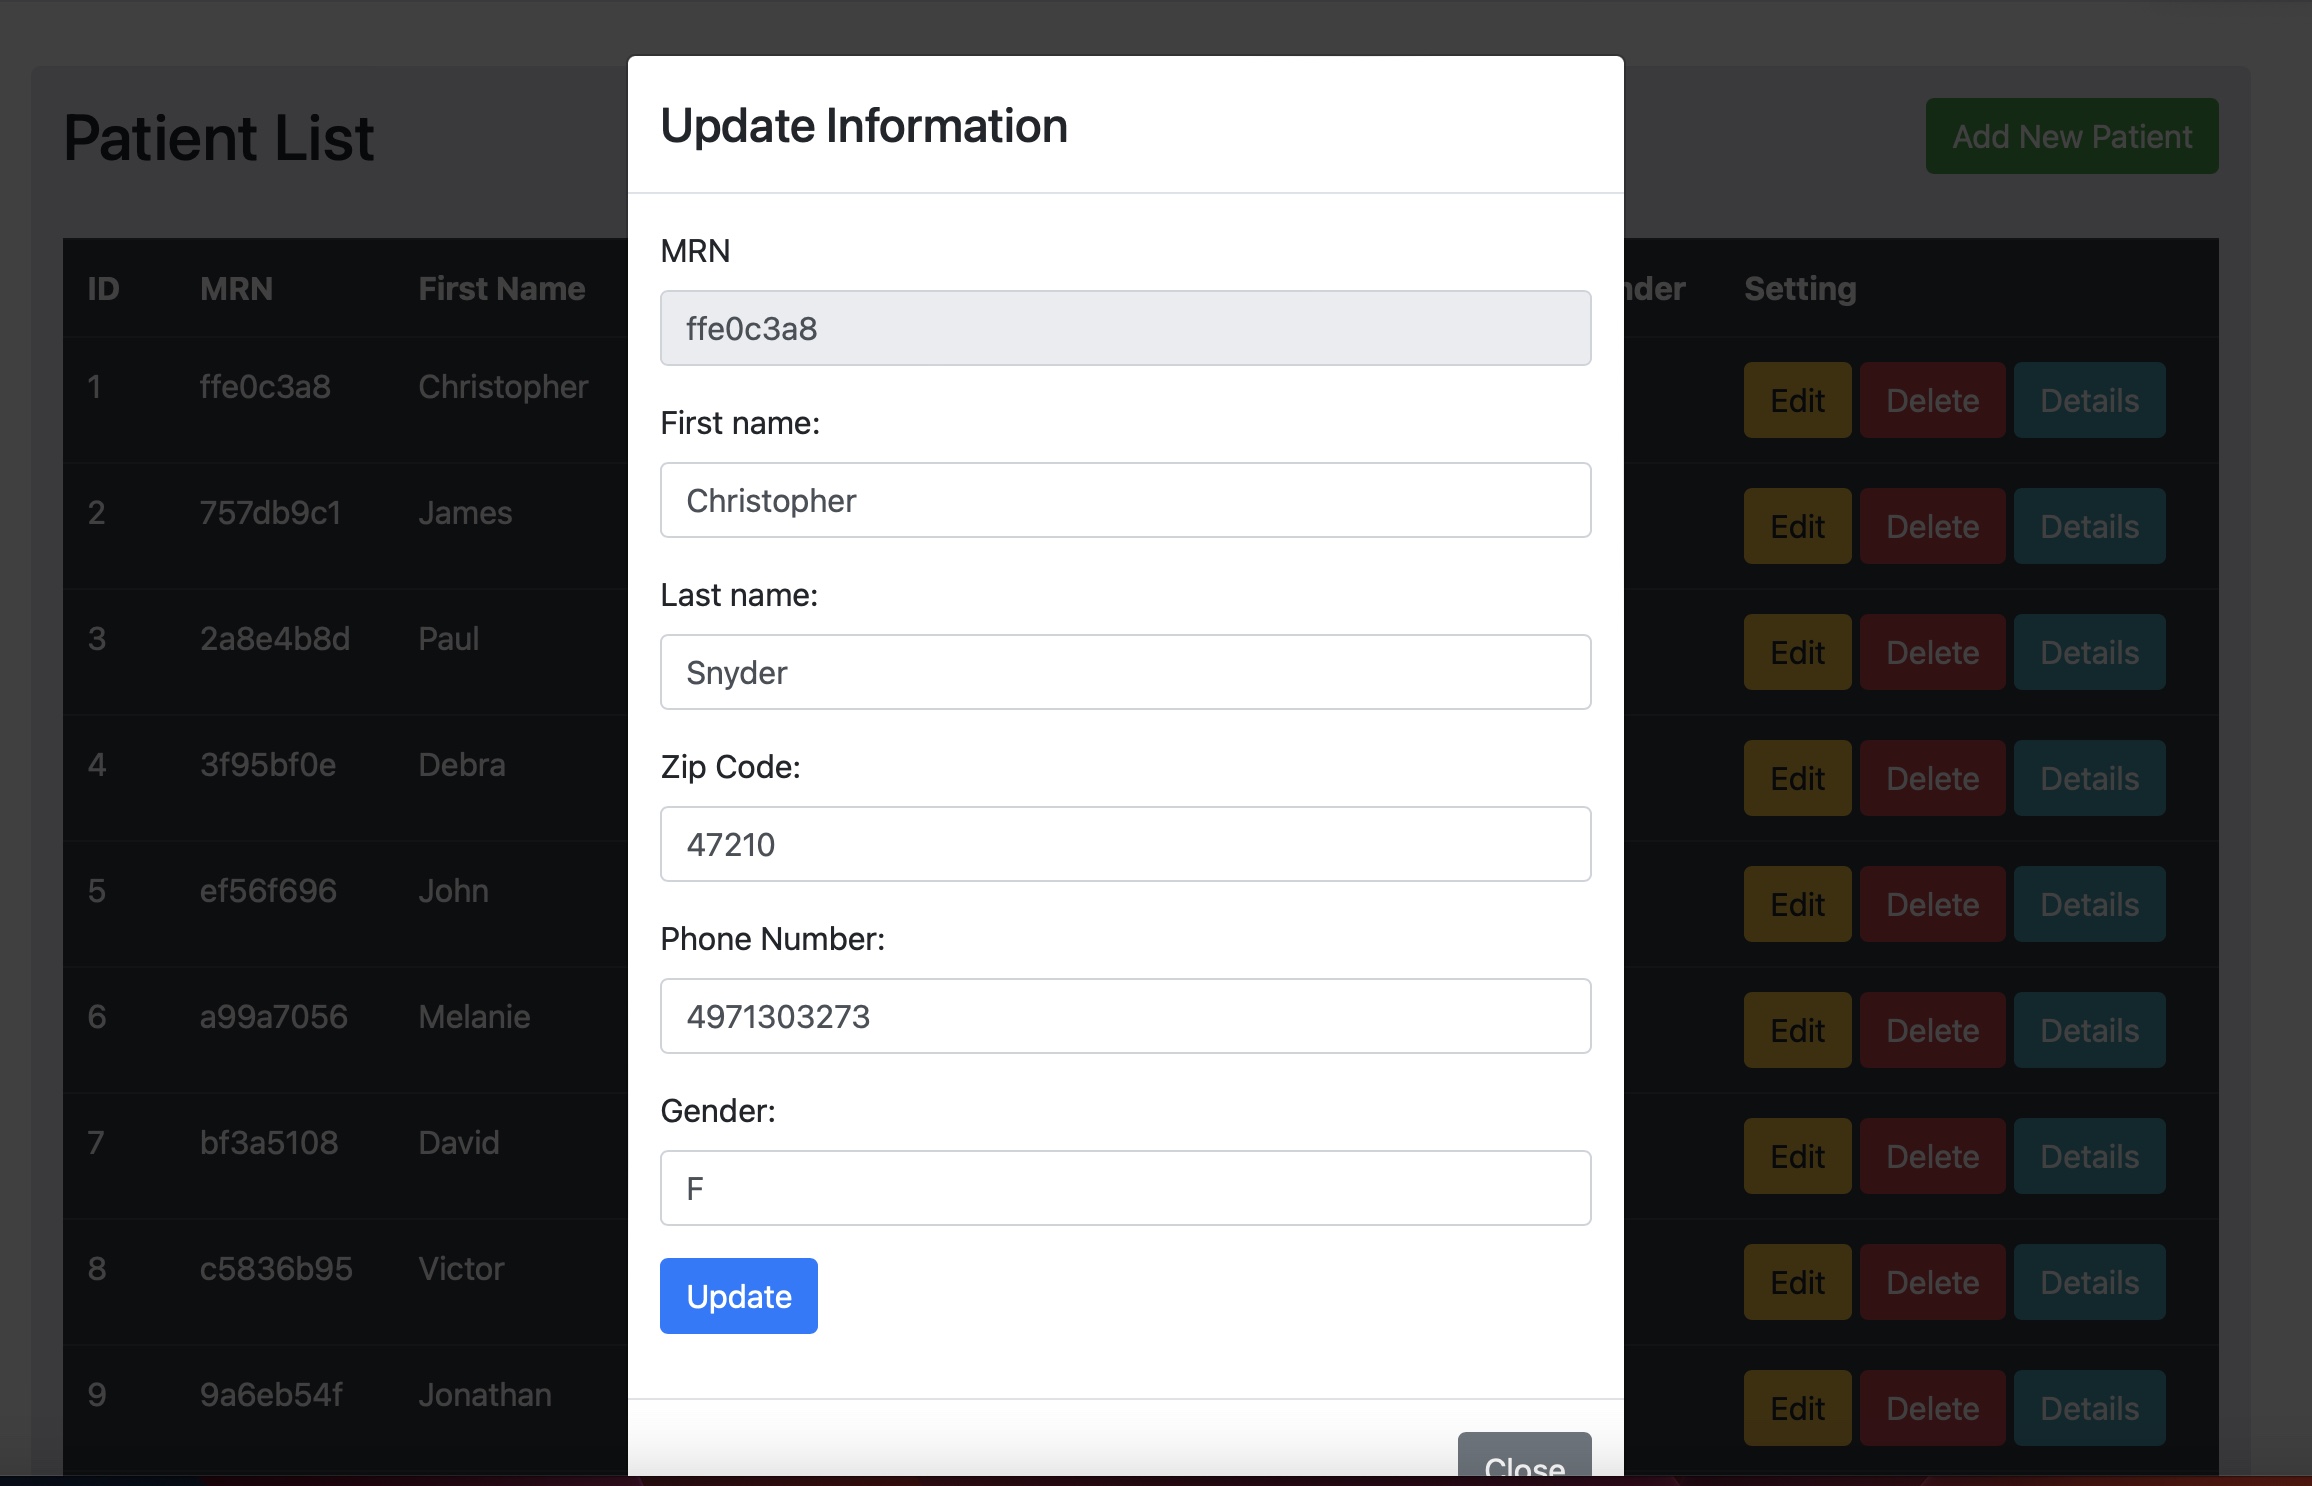 Patient List
Add New Patient
ID MRN First Name nder Setting
1 ffe0c3a8 Christopher Edit Delete Details
2 757db9c1 James Edit Delete Details
3 2a8e4b8d Paul Edit Delete Details
4 3f95bf0e Debra Edit Delete Details
5 ef56f696 John Edit Delete Details
6 a99a7056 Melanie Edit Delete Details
7 bf3a5108 David Edit Delete Details
8 c5836b95 Victor Edit Delete Details
9 9a6eb54f Jonathan Edit Delete Details
Update Information
MRN
ffe0c3a8
First name:
Christopher
Last name:
Snyder
Zip Code:
47210
Phone Number:
4971303273
Gender:
F
Update
Close